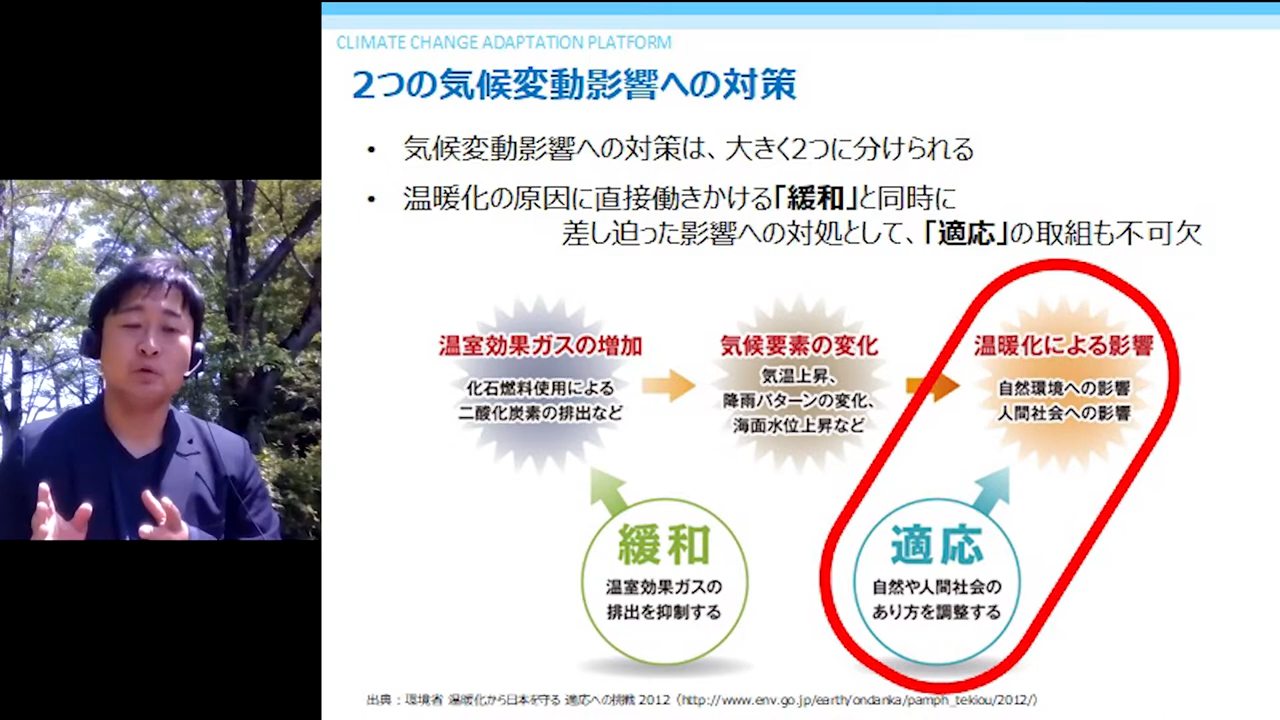 CLIMATE CHANGE ADAPTATION PLATFORM
2つの気候変動影響への対策
• 気候変動影響への対策は、大きく2つに分けられる
• 温暖化の原因に直接働きかける「緩和」と同時に
差し迫った影響への対処として、「適応」の取組も不可欠
温室効果ガスの増加
化石燃料使用による
二酸化炭素の排出など
気候要素の変化
気温上昇、
降雨パターンの変化、
海面水位上昇など
温暖化による影響
自然環境への影響
人間社会への影響
緩和
温室効果ガスの
排出を抑制する
適応
自然や人間社会の
あり方を調整する
出典：環境省 温暖化から日本を守る 適応への挑戦 2012（http://www.env.go.jp/earth/ondanka/pamph_tekiou/2012/）